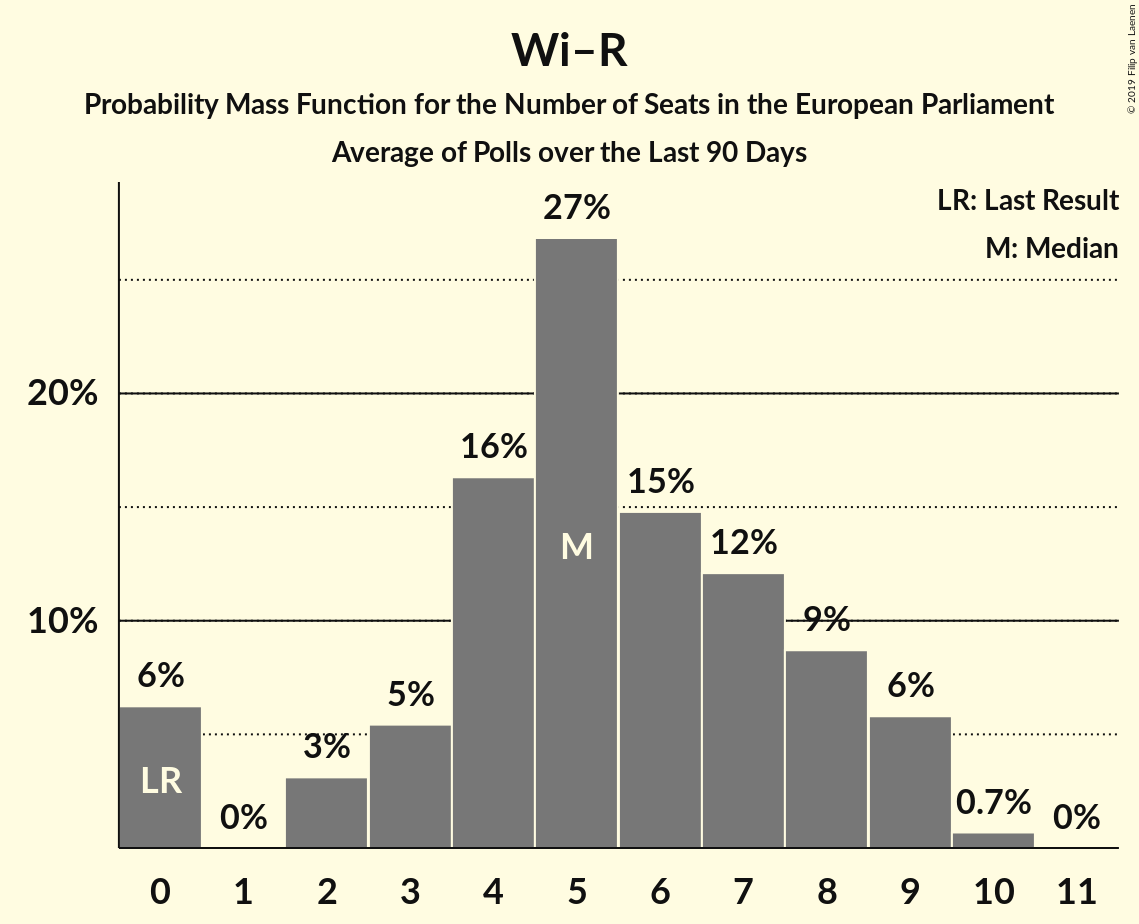 Wi–R
Probability Mass Function for the Number of Seats in the European Parliament
Average of Polls over the Last 90 Days
© 2019 Filip van Laenen
LR: Last Result
M: Median
27%
20%
16%
15%
M
12%
10%
9%
6%
5%
6%
3%
LR
0%
0.7%
0%
0 1 2 3 4 5 6 7 8 9 10 11